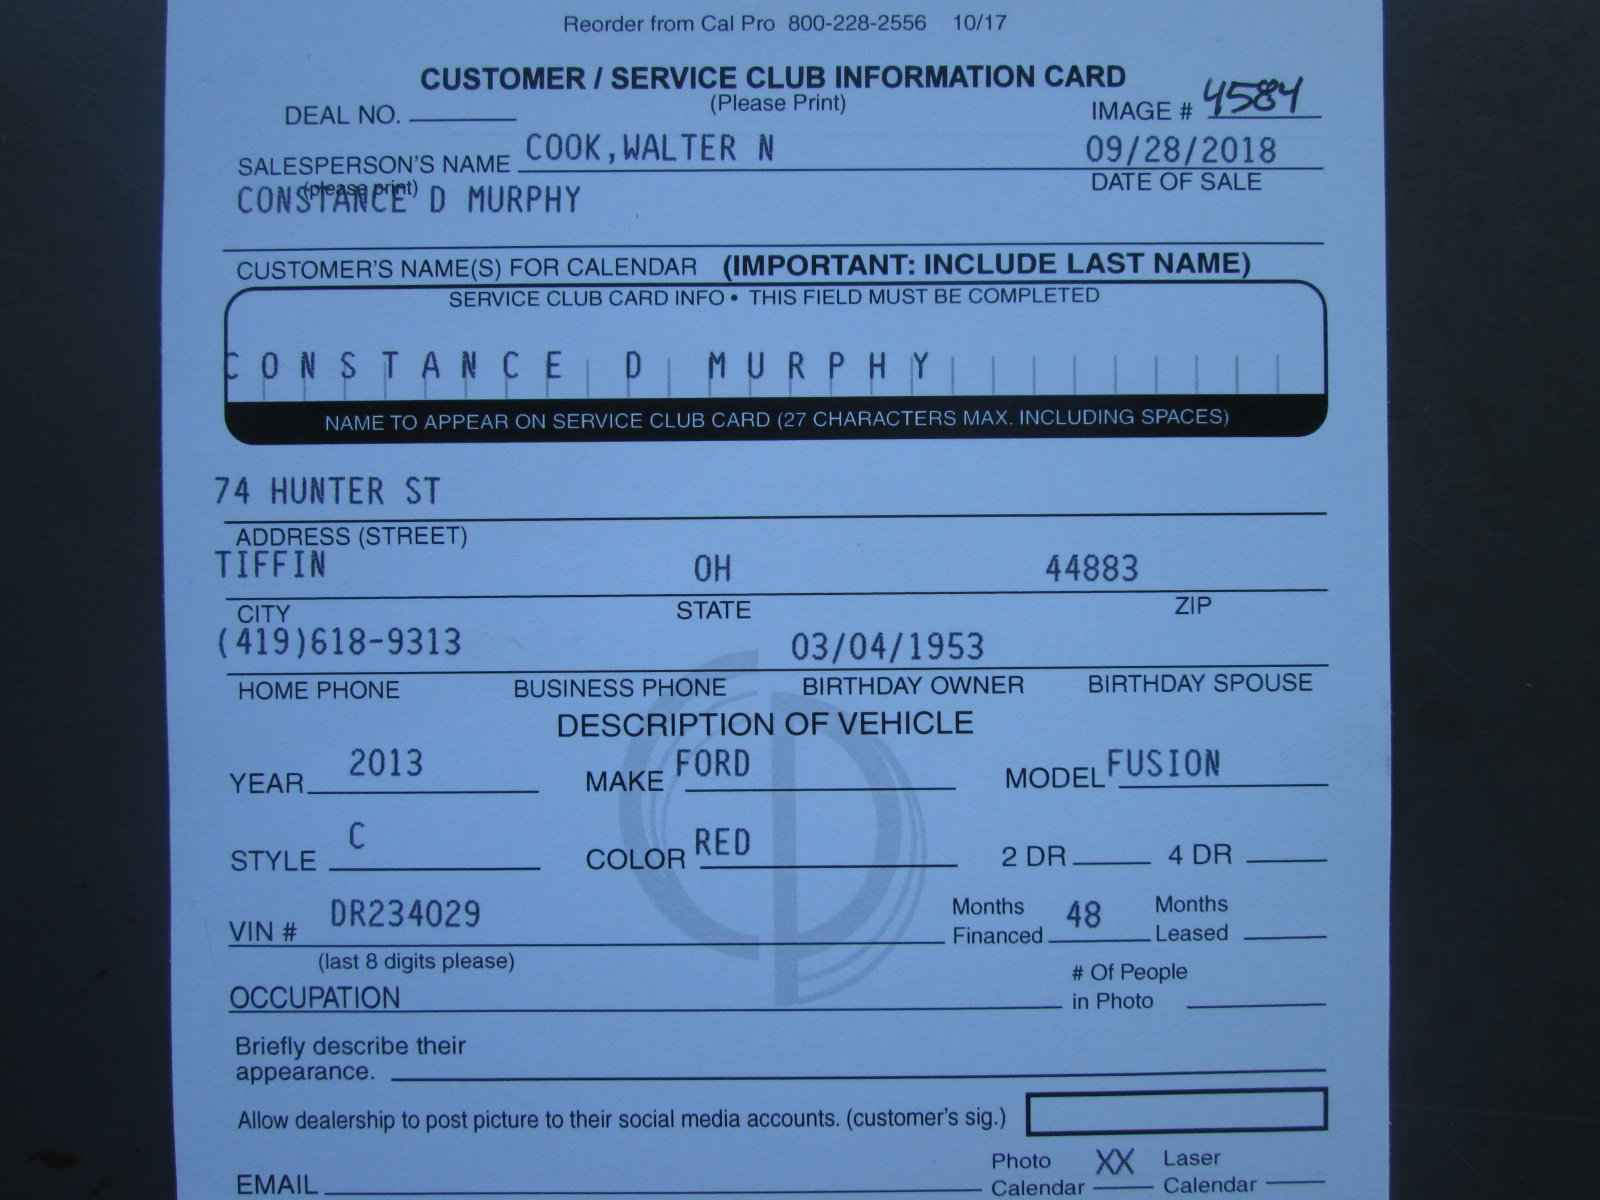 Reorder from Cal Pro 800-228-2556 10/17
CUSTOMER / SERVICE CLUB INFORMATION CARD
(Please Print)
DEAL NO.
IMAGE # 4584
SALESPERSON'S NAME COOK,WALTER N 09/28/2018
(please print)
DATE OF SALE
CONSTANCE D MURPHY
CUSTOMER'S NAME(S) FOR CALENDAR (IMPORTANT: INCLUDE LAST NAME)
SERVICE CLUB CARD INFO • THIS FIELD MUST BE COMPLETED
CONSTANCE D MURPHY
NAME TO APPEAR ON SERVICE CLUB CARD (27 CHARACTERS MAX. INCLUDING SPACES)
74 HUNTER ST
ADDRESS (STREET)
TIFFIN OH 44883
CITY STATE ZIP
(419)618-9313 03/04/1953
HOME PHONE BUSINESS PHONE BIRTHDAY OWNER BIRTHDAY SPOUSE
DESCRIPTION OF VEHICLE
YEAR 2013 MAKE FORD MODEL FUSION
STYLE C COLOR RED 2 DR 4 DR
VIN # DR234029 Months Financed 48 Months Leased
(last 8 digits please)
OCCUPATION # Of People in Photo
Briefly describe their
appearance.
Allow dealership to post picture to their social media accounts. (customer's sig.)
EMAIL Photo Calendar XX Laser Calendar